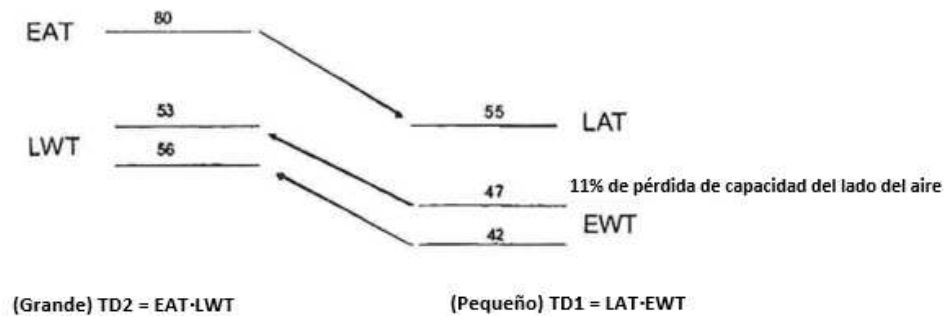 EAT 80
55 LAT
53
LWT
56
47 11% de pérdida de capacidad del lado del aire
EWT
42
(Grande) TD2 = EAT-LWT (Pequeño) TD1 = LAT-EWT